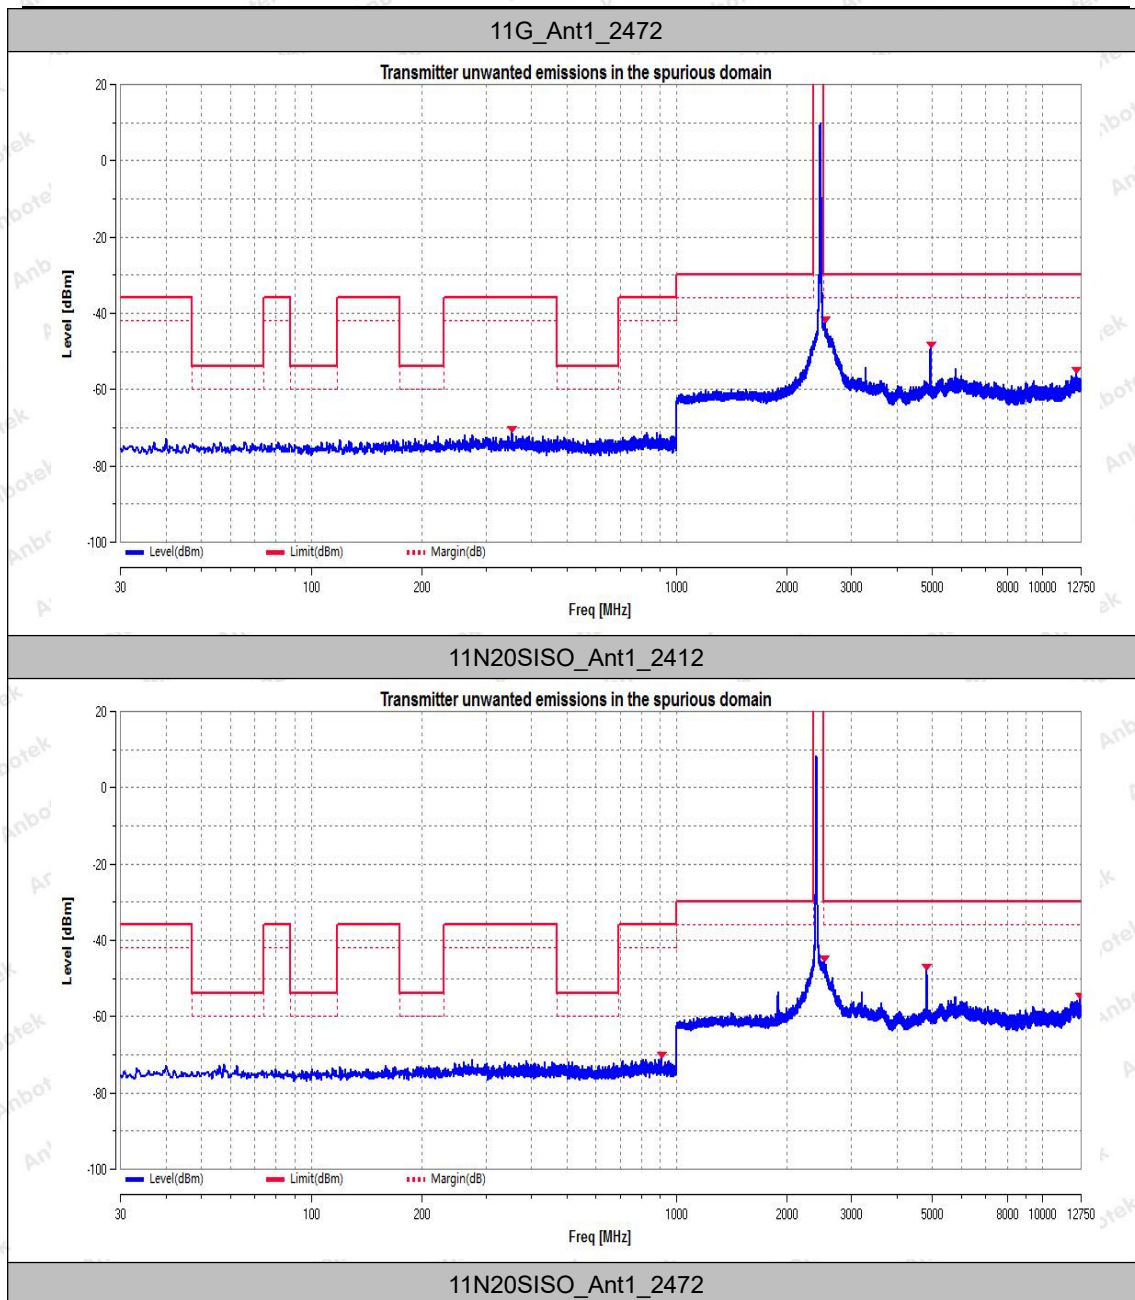 11G_Ant1_2472
Transmitter unwanted emissions in the spurious domain
20
0
-20
-40
-60
-80
-100
Level [dBm]
Level(dBm) Limit(dBm) Margin(dB)
30 100 200 1000 2000 3000 5000 8000 10000 12750
Freq [MHz]
11N20SISO_Ant1_2412
Transmitter unwanted emissions in the spurious domain
20
0
-20
-40
-60
-80
-100
Level [dBm]
Level(dBm) Limit(dBm) Margin(dB)
30 100 200 1000 2000 3000 5000 8000 10000 12750
Freq [MHz]
11N20SISO_Ant1_2472